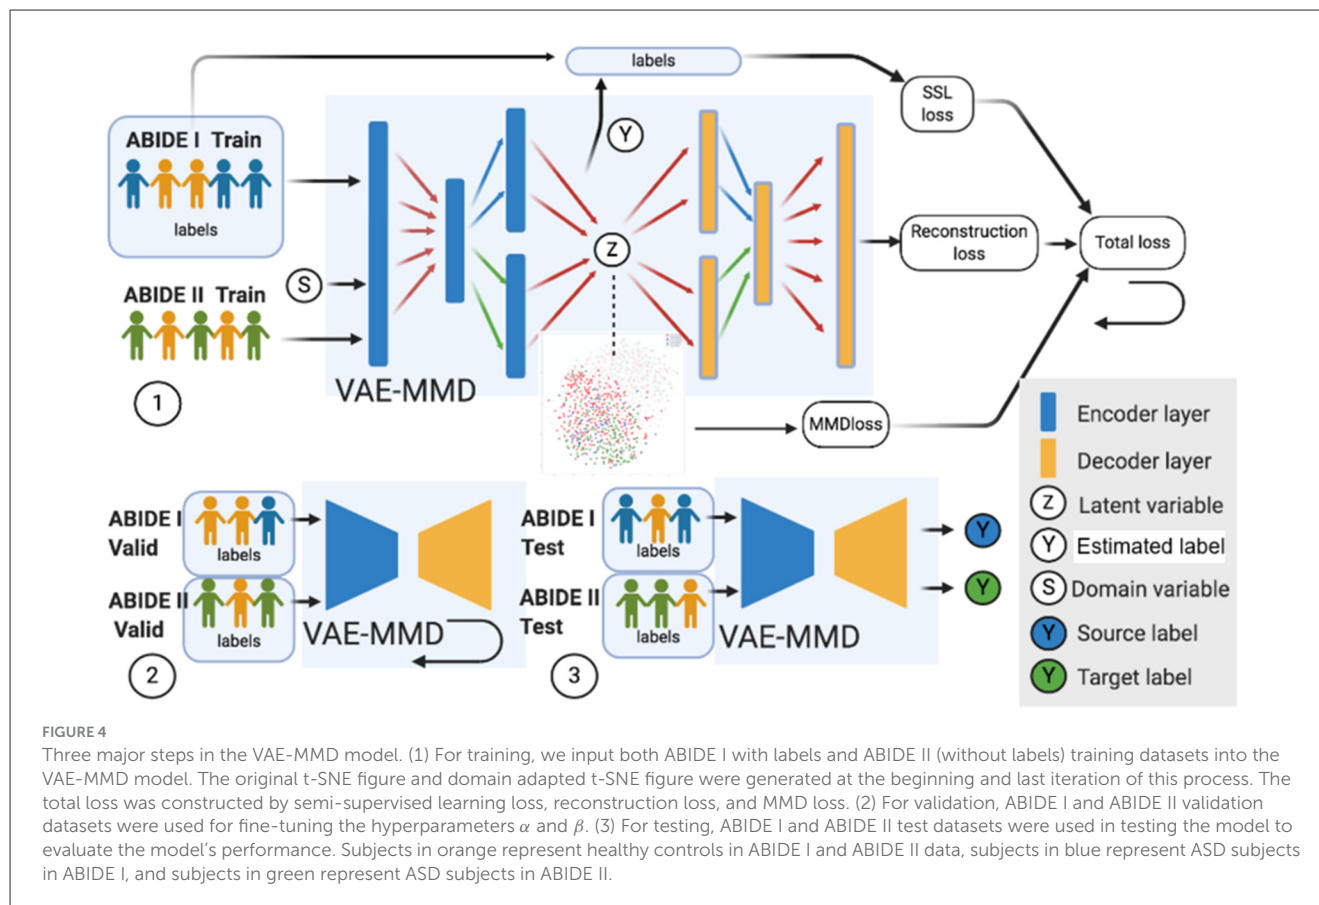 labels
SSL
loss
ABIDE I Train
labels
Y
S
Z
Reconstruction
loss
Total loss
ABIDE II Train
1
VAE-MMD
MMDloss
Encoder layer
Decoder layer
Z Latent variable
Y Estimated label
S Domain variable
Y Source label
Y Target label
ABIDE I
Valid
labels
ABIDE II
Valid
labels
VAE-MMD
2
ABIDE I
Test
labels
ABIDE II
Test
labels
VAE-MMD
3
Y
Y
FIGURE 4
Three major steps in the VAE-MMD model. (1) For training, we input both ABIDE I with labels and ABIDE II (without labels) training datasets into the
VAE-MMD model. The original t-SNE figure and domain adapted t-SNE figure were generated at the beginning and last iteration of this process. The
total loss was constructed by semi-supervised learning loss, reconstruction loss, and MMD loss. (2) For validation, ABIDE I and ABIDE II validation
datasets were used for fine-tuning the hyperparameters α and β. (3) For testing, ABIDE I and ABIDE II test datasets were used in testing the model to
evaluate the model's performance. Subjects in orange represent healthy controls in ABIDE I and ABIDE II data, subjects in blue represent ASD subjects
in ABIDE I, and subjects in green represent ASD subjects in ABIDE II.